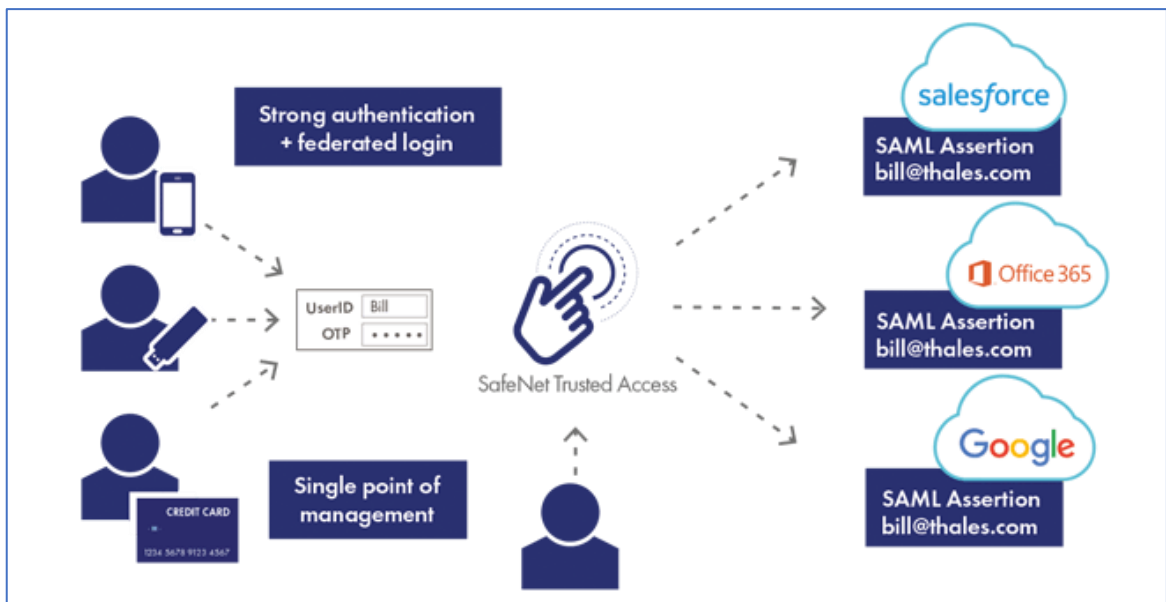 Strong authentication
+ federated login
UserID Bill
OTP •••••
CREDIT CARD
1234 5678 9123 4567
Single point of
management
SafeNet Trusted Access
salesforce
SAML Assertion
bill@thales.com
Office 365
SAML Assertion
bill@thales.com
Google
SAML Assertion
bill@thales.com